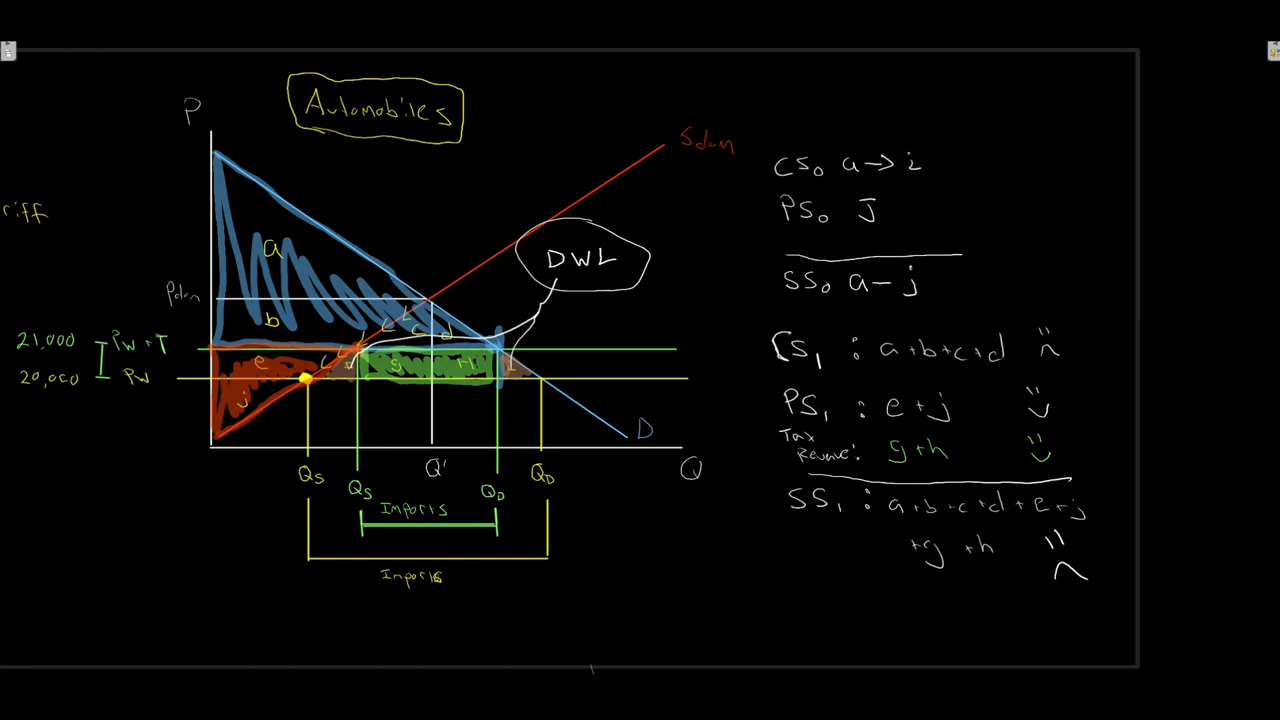 Automobiles
P
riff
Sdom
DWL
a
Pdom
b
c
d
21,000
PW + T
20,000
PW
e
f
g
H
I
j
D
Q
QS
QS
Q'
QD
QD
Imports
Imports
CS0 a → i
PS0 J
SS0 a - j
CS1 : a+b+c+d
PS1 : e+j
Tax
Revenue: g+h
SS1 : a+b+c+d+e+j
+g +h